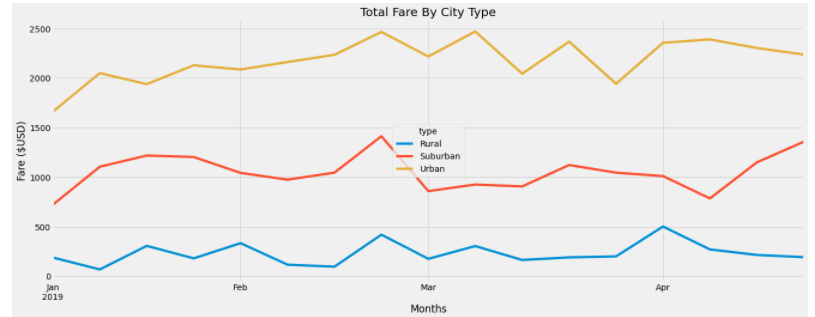 Total Fare By City Type
2500
2000
1500
1000
500
0
Fare ($USD)
type
Rural
Suburban
Urban
Jan
2019
Feb
Mar
Apr
Months